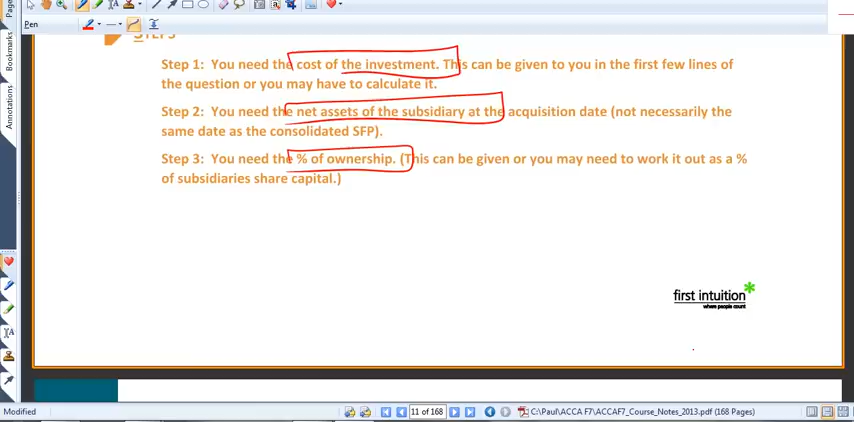 Pages
Pen
STEPS
Step 1: You need the cost of the investment. This can be given to you in the first few lines of
the question or you may have to calculate it.
Step 2: You need the net assets of the subsidiary at the acquisition date (not necessarily the
same date as the consolidated SFP).
Step 3: You need the % of ownership. (This can be given or you may need to work it out as a %
of subsidiaries share capital.)
Bookmarks
Annotations
first intuition
where people count
Modified
11 of 168
C:\Paul\ACCA F7\ACCAF7_Course_Notes_2013.pdf (168 Pages)